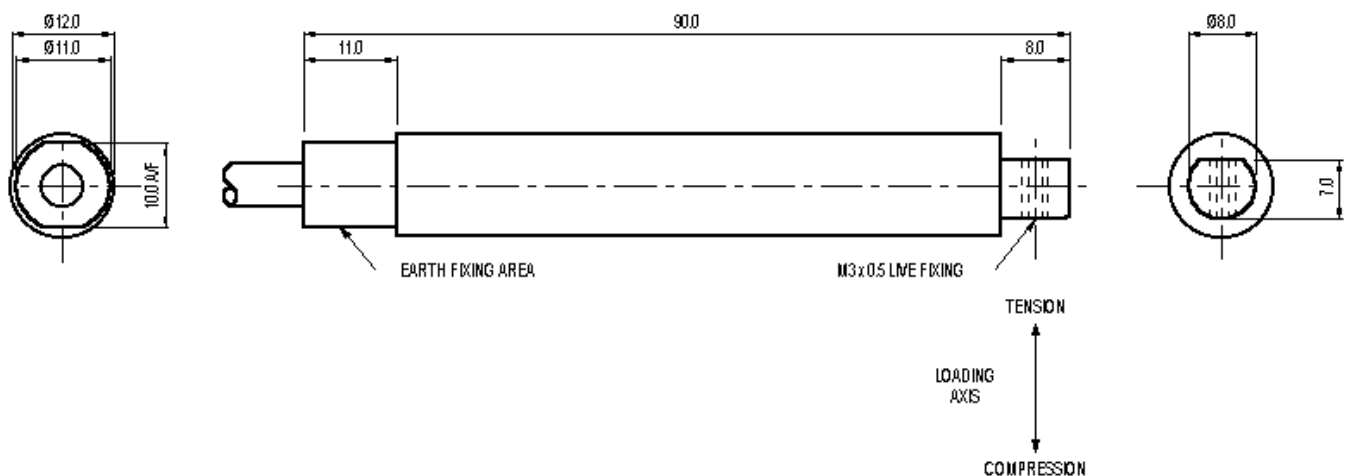 Ø12.0
Ø11.0
10.0 A/F
90.0
11.0
8.0
Ø8.0
7.0
EARTH FIXING AREA
M3 x 0.5 LIVE FIXING
TENSION
LOADING
AXIS
COMPRESSION